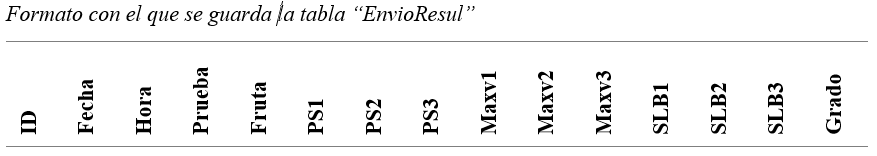 Formato con el que se guarda la tabla “EnvioResul”
ID Fecha Hora Prueba Fruta PS1 PS2 PS3 Maxv1 Maxv2 Maxv3 SLB1 SLB2 SLB3 Grado